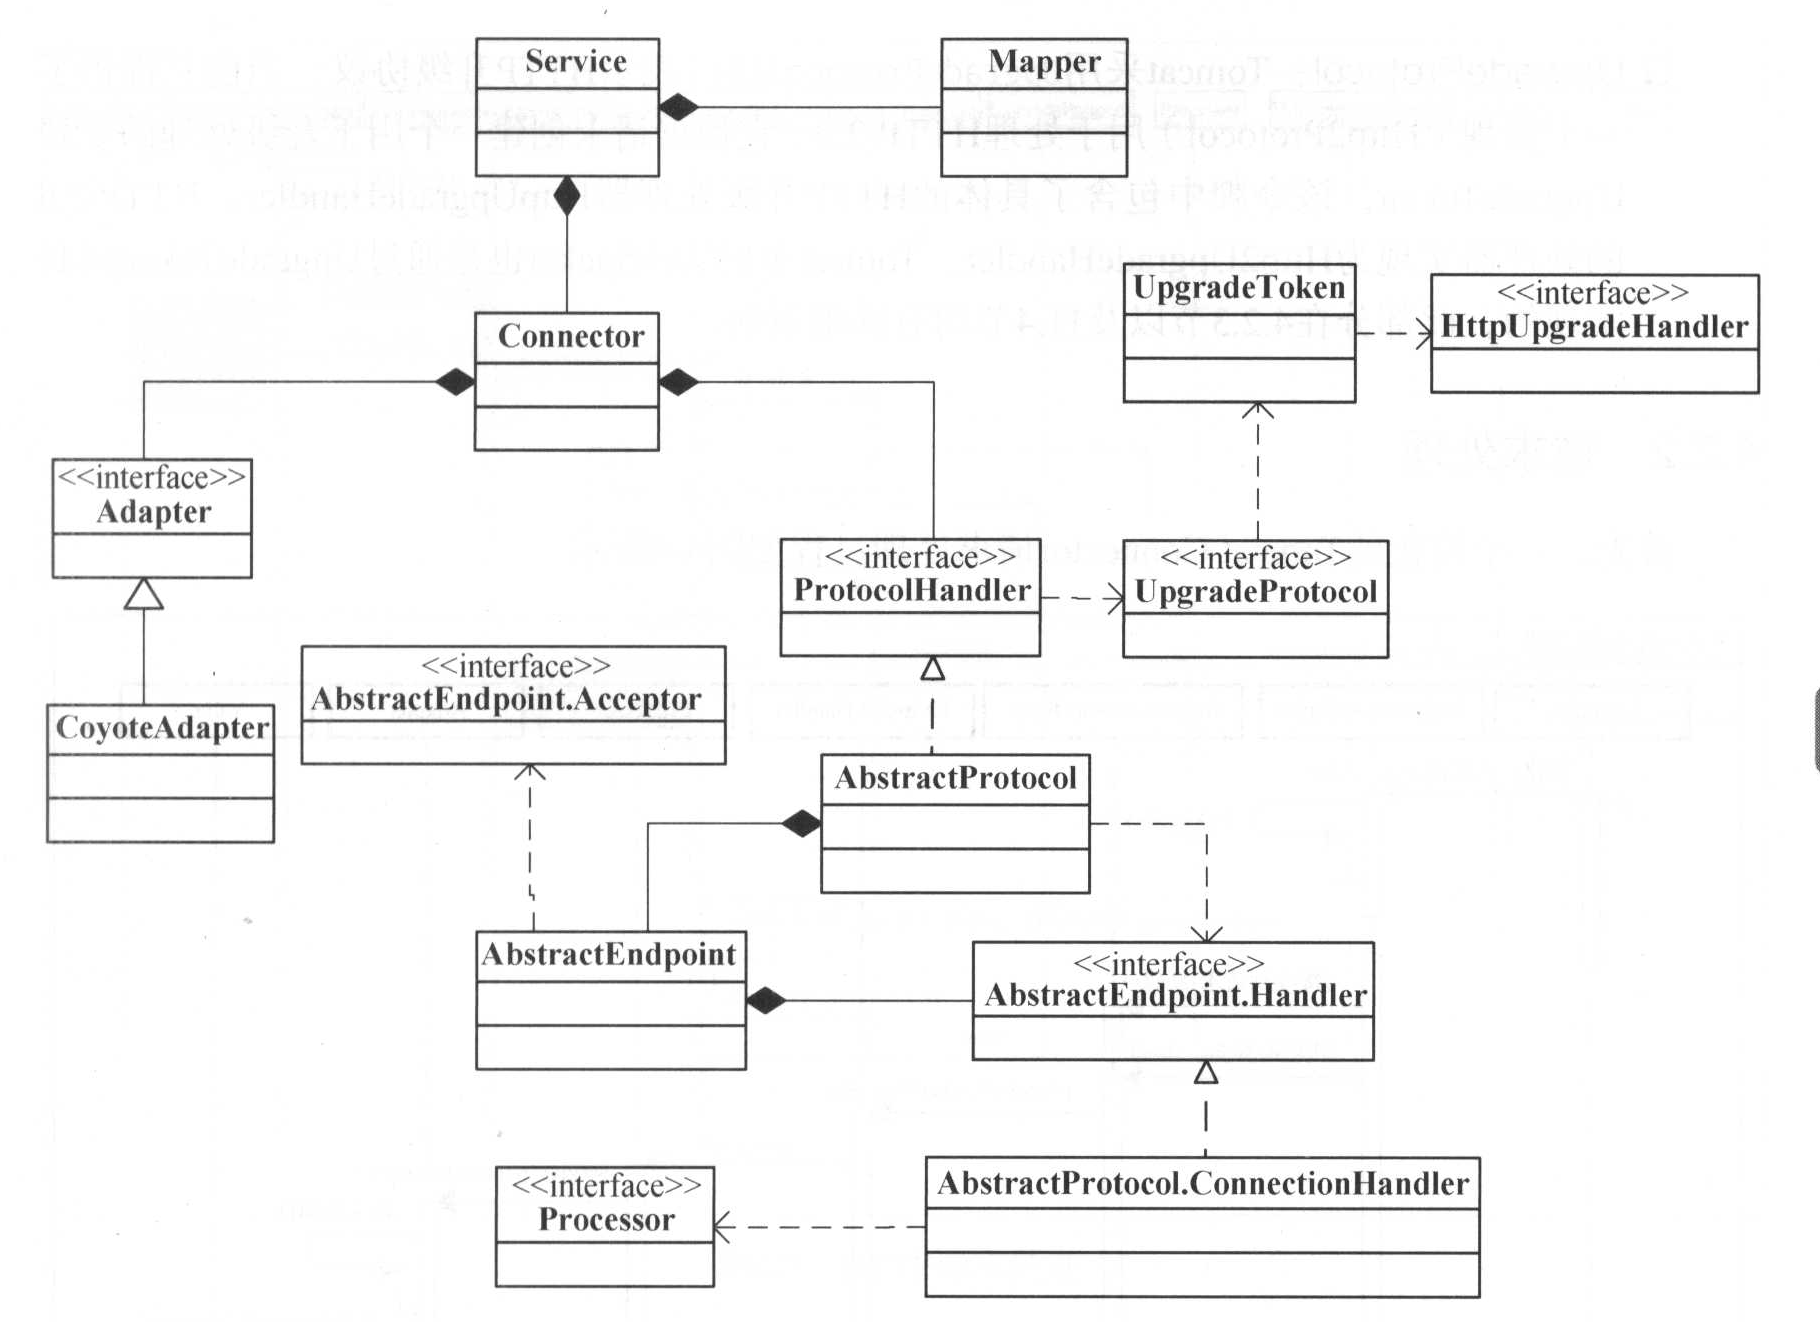 Service
Mapper
Connector
UpgradeToken
<<interface>>
HttpUpgradeHandler
<<interface>>
Adapter
<<interface>>
ProtocolHandler
<<interface>>
UpgradeProtocol
<<interface>>
AbstractEndpoint.Acceptor
CoyoteAdapter
AbstractProtocol
AbstractEndpoint
<<interface>>
AbstractEndpoint.Handler
<<interface>>
Processor
AbstractProtocol.ConnectionHandler